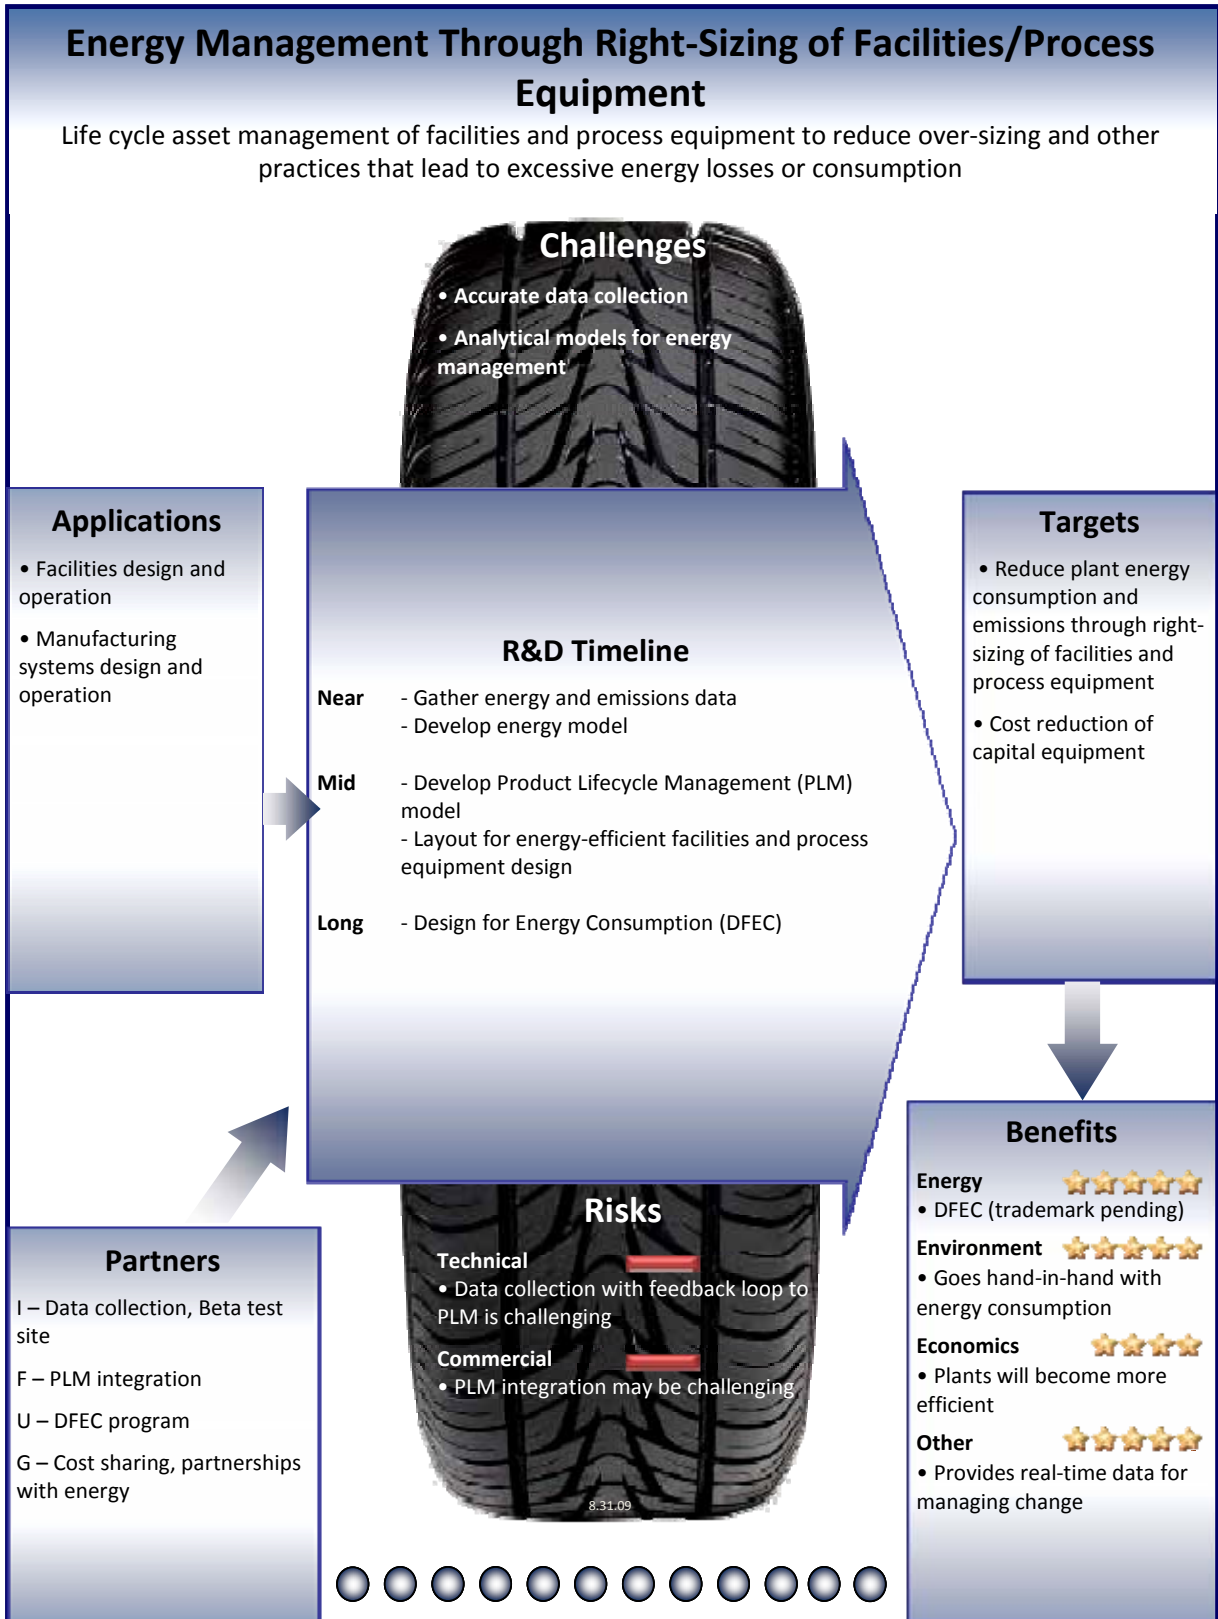 Energy Management Through Right-Sizing of Facilities/Process
Equipment
Life cycle asset management of facilities and process equipment to reduce over-sizing and other
practices that lead to excessive energy losses or consumption
Challenges
• Accurate data collection
• Analytical models for energy
management
Applications
• Facilities design and
operation
• Manufacturing
systems design and
operation
R&D Timeline
Near - Gather energy and emissions data
- Develop energy model
Mid - Develop Product Lifecycle Management (PLM)
model
- Layout for energy-efficient facilities and process
equipment design
Long - Design for Energy Consumption (DFEC)
Targets
• Reduce plant energy
consumption and
emissions through right-
sizing of facilities and
process equipment
• Cost reduction of
capital equipment
Partners
I – Data collection, Beta test
site
F – PLM integration
U – DFEC program
G – Cost sharing, partnerships
with energy
Risks
Technical
• Data collection with feedback loop to
PLM is challenging
Commercial
• PLM integration may be challenging
8.31.09
Benefits
Energy
• DFEC (trademark pending)
Environment
• Goes hand-in-hand with
energy consumption
Economics
• Plants will become more
efficient
Other
• Provides real-time data for
managing change